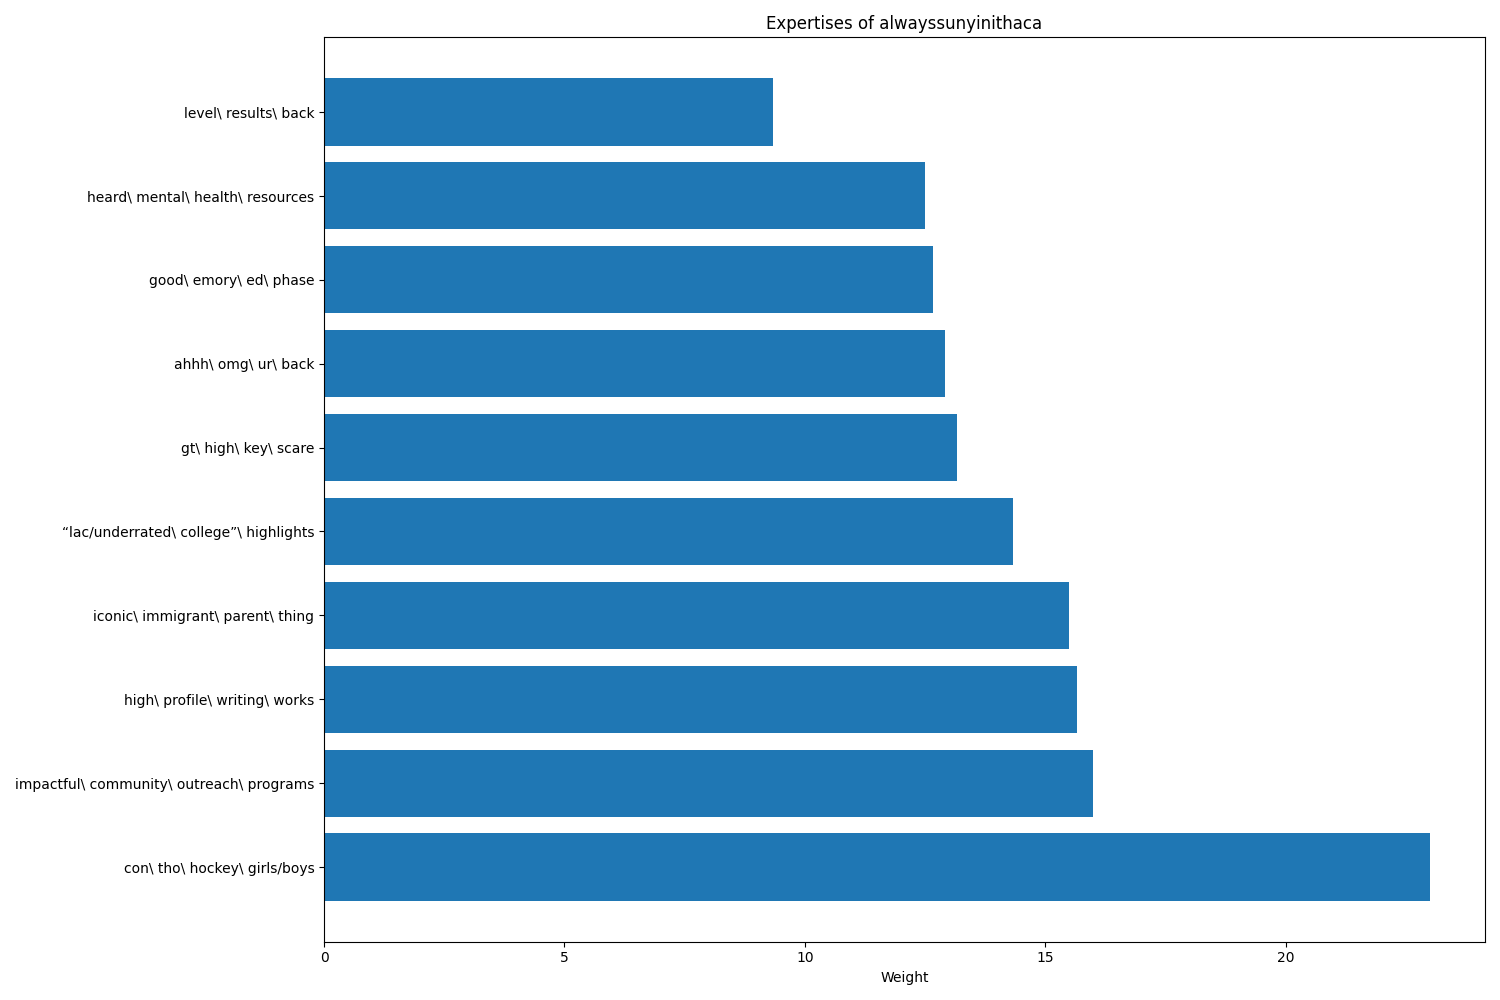 Expertises of alwayssunyinithaca
level\ results\ back
heard\ mental\ health\ resources
good\ emory\ ed\ phase
ahhh\ omg\ ur\ back
gt\ high\ key\ scare
“lac/underrated\ college”\ highlights
iconic\ immigrant\ parent\ thing
high\ profile\ writing\ works
impactful\ community\ outreach\ programs
con\ tho\ hockey\ girls/boys
0 5 10 15 20
Weight